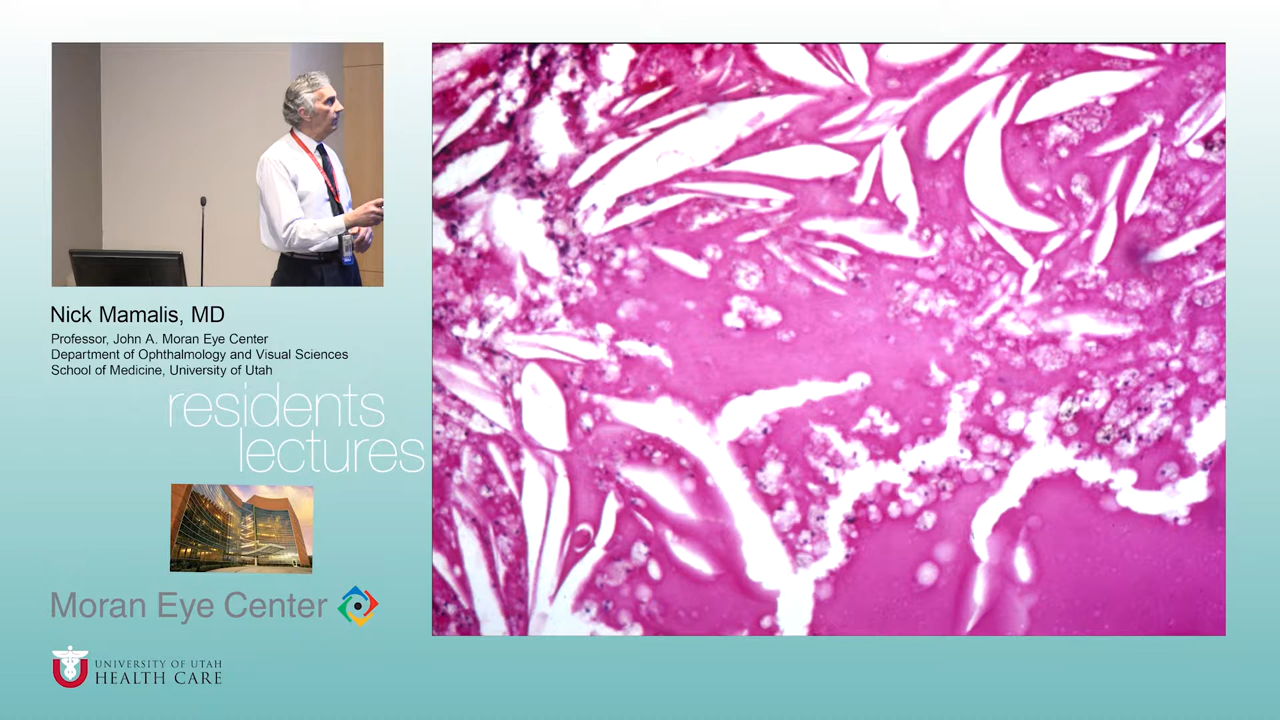 Nick Mamalis, MD
Professor, John A. Moran Eye Center
Department of Ophthalmology and Visual Sciences
School of Medicine, University of Utah
residents
lectures
Moran Eye Center
UNIVERSITY OF UTAH
HEALTH CARE